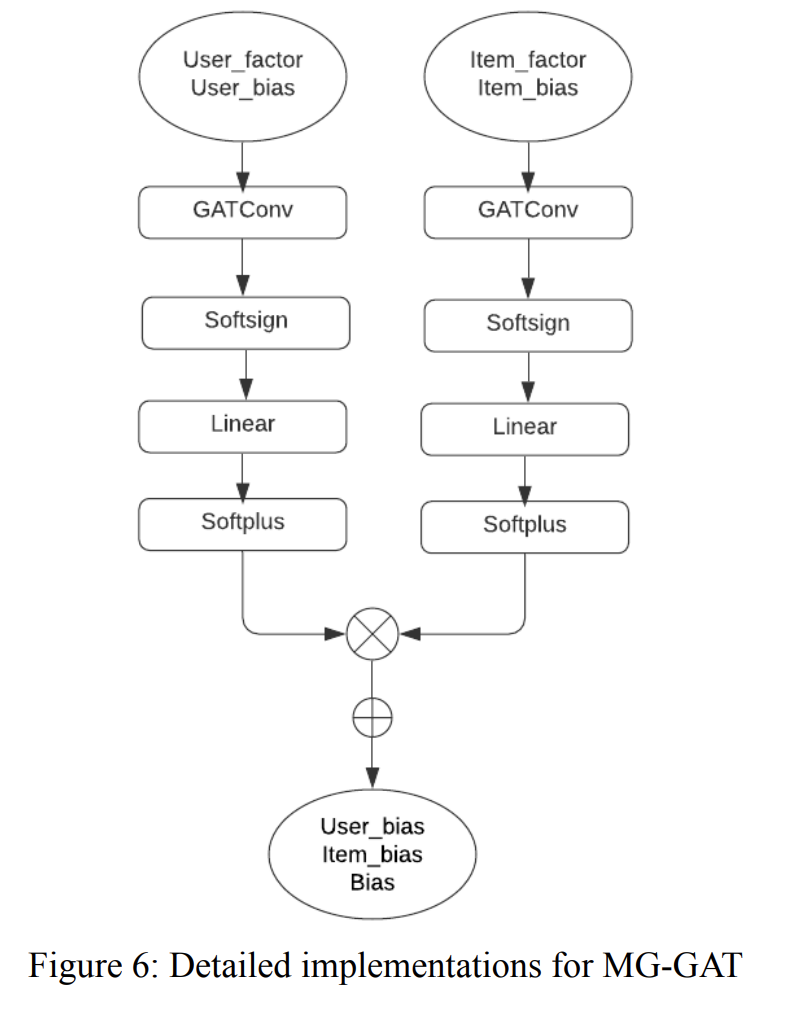 User_factor
User_bias
Item_factor
Item_bias
GATConv
GATConv
Softsign
Softsign
Linear
Linear
Softplus
Softplus
User_bias
Item_bias
Bias
Figure 6: Detailed implementations for MG-GAT